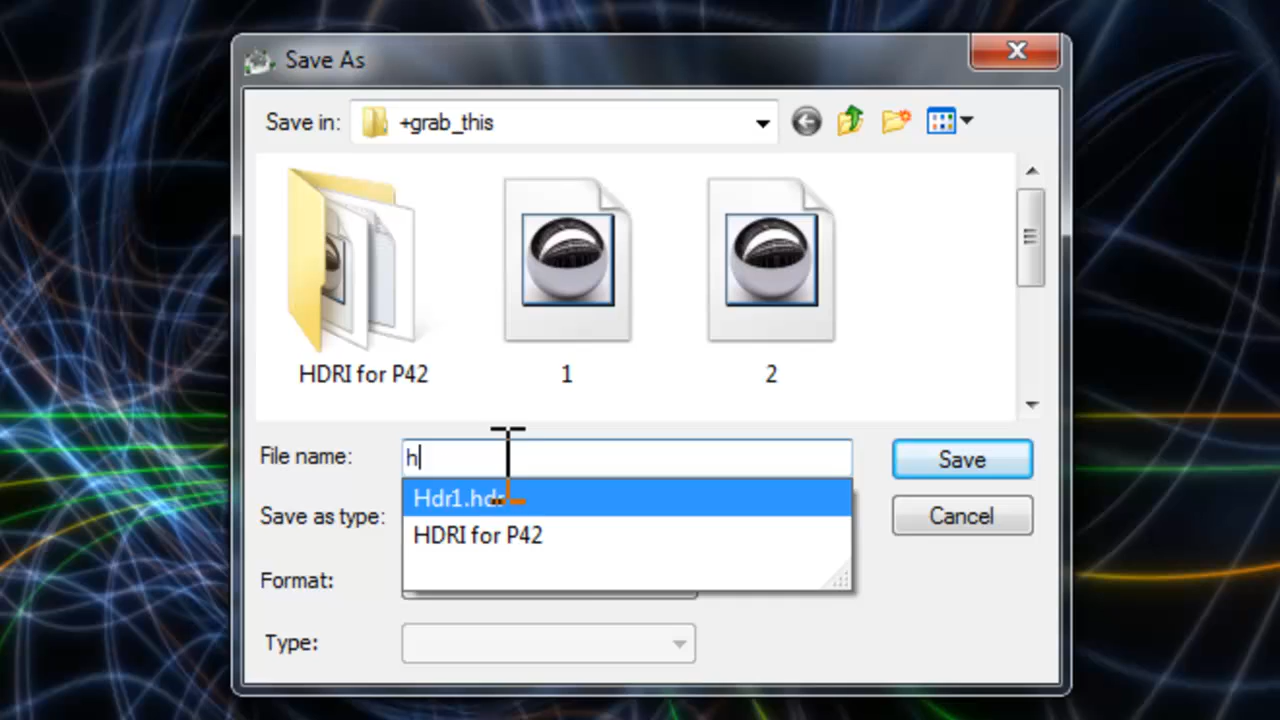 Save As
Save in:
+grab_this
HDRI for P42
1
2
File name:
h
Save
Hdr1.hdr
Save as type:
HDRI for P42
Cancel
Format:
Type: